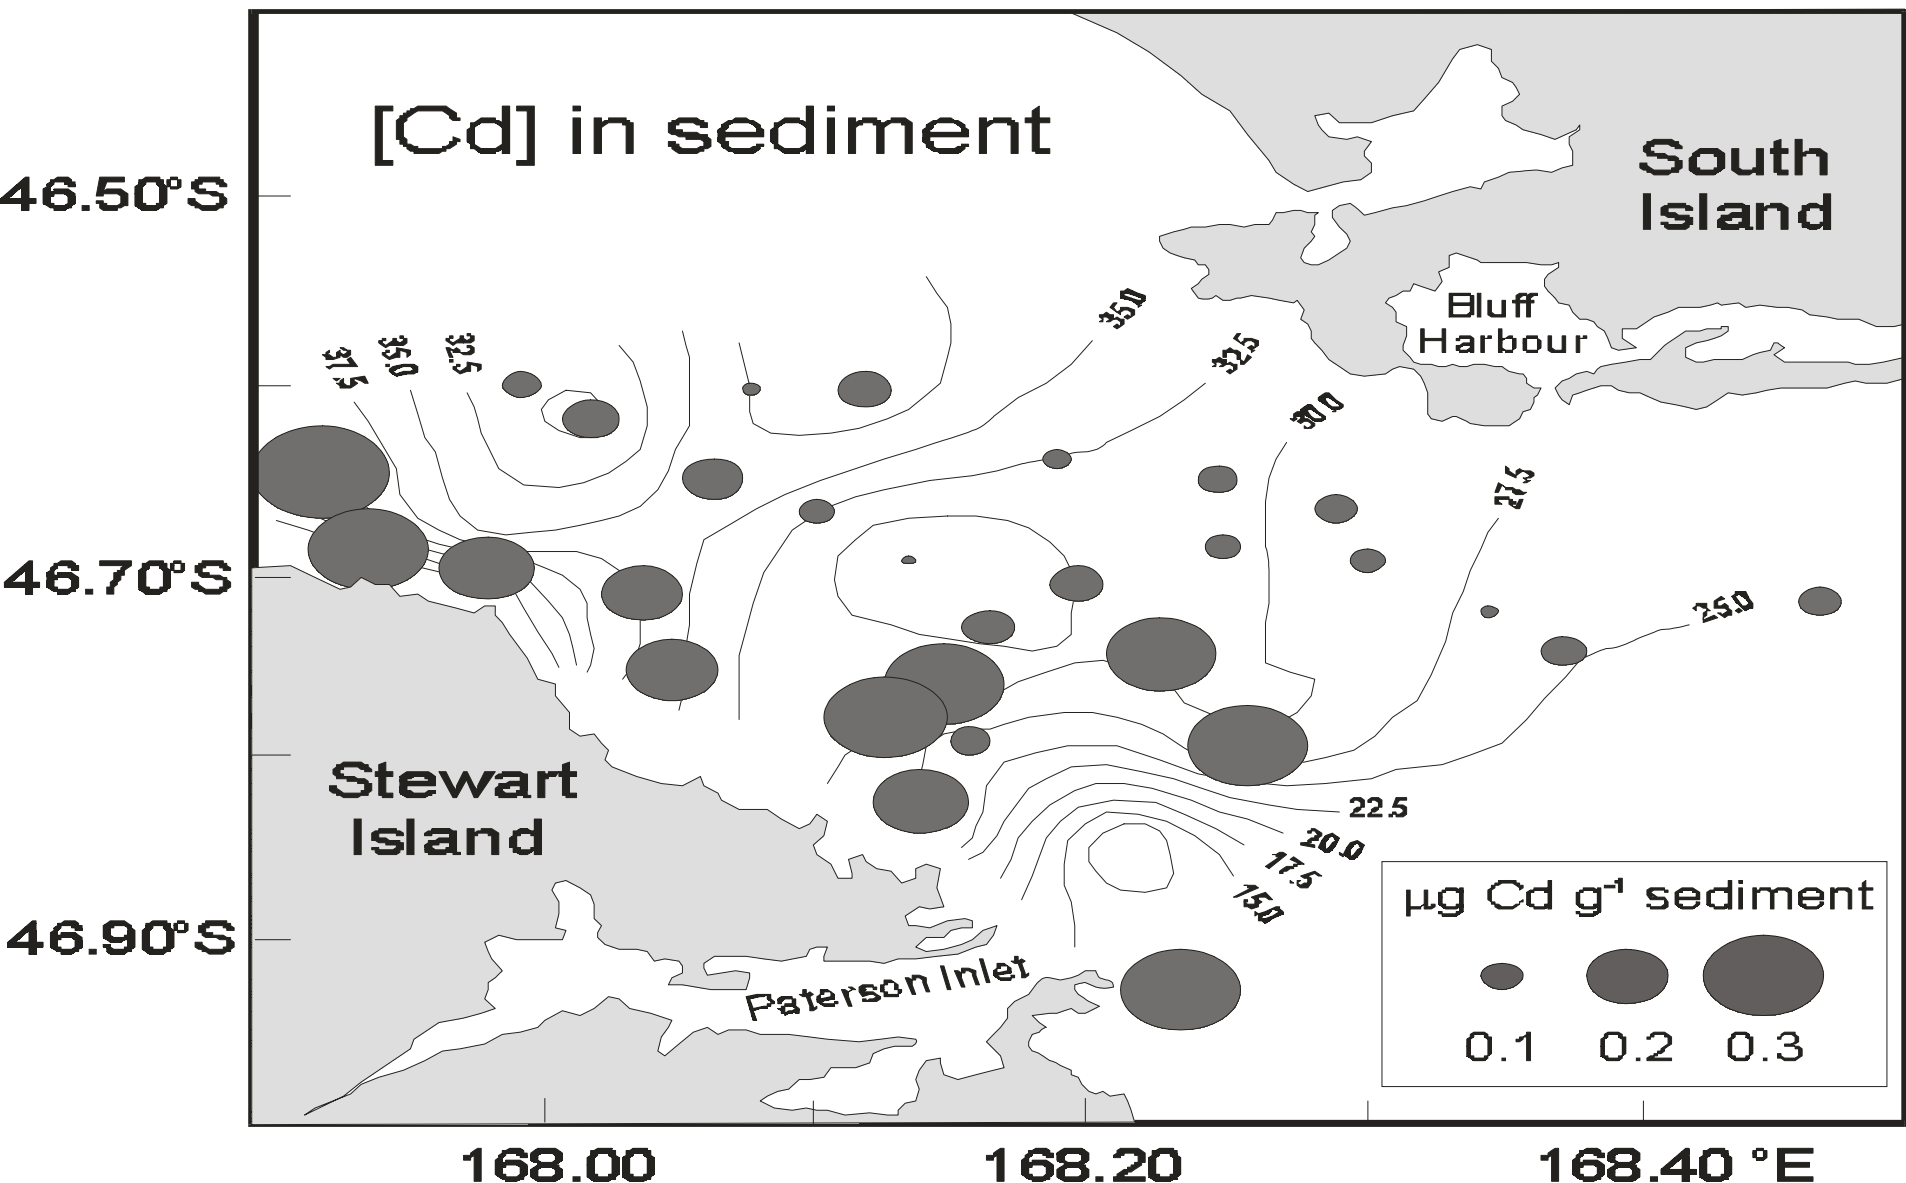 [Cd] in sediment
South
Island
46.50°S
Bluff
Harbour
37.5
35.0
32.5
35.0
32.5
30.0
27.5
46.70°S
25.0
Stewart
Island
22.5
20.0
17.5
15.0
µg Cd g⁻¹ sediment
46.90°S
Paterson Inlet
0.1 0.2 0.3
168.00 168.20 168.40 °E